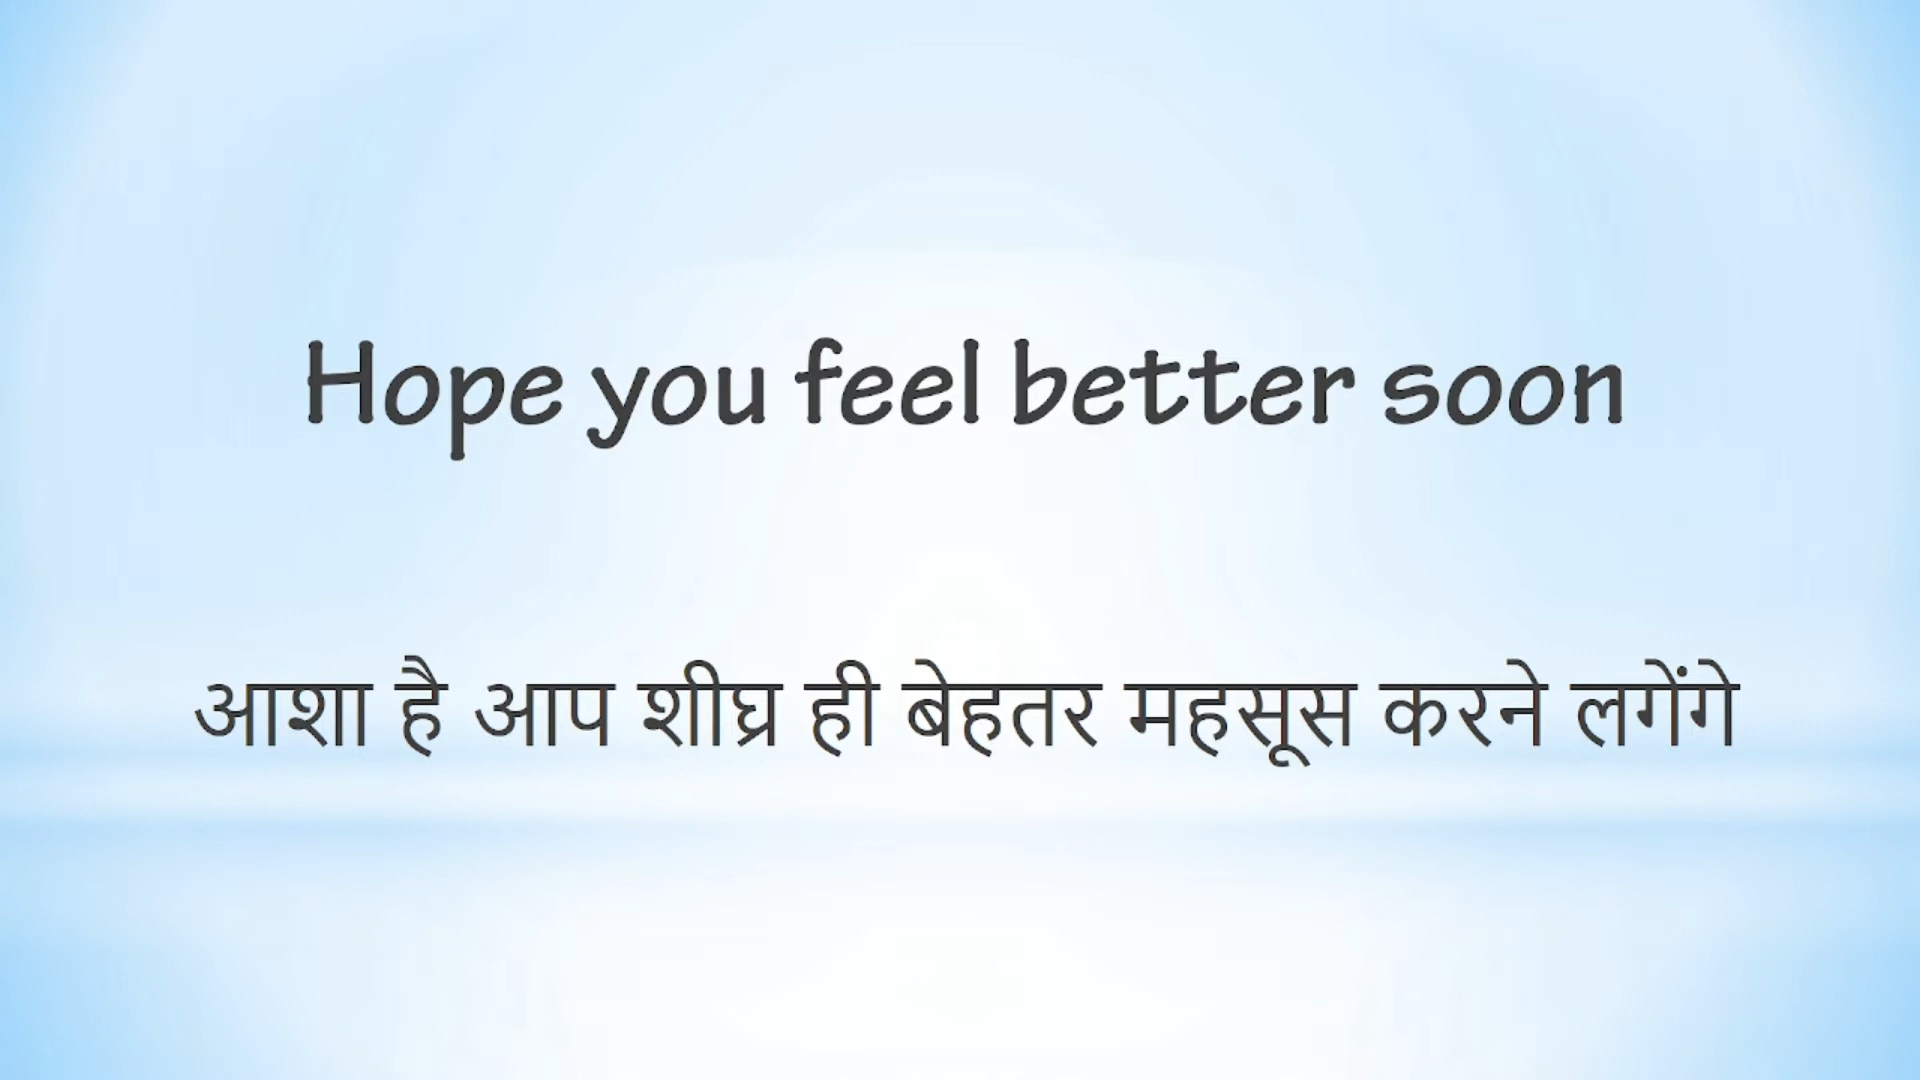 Hope you feel better soon
आशा है आप शीघ्र ही बेहतर महसूस करने लगेंगे